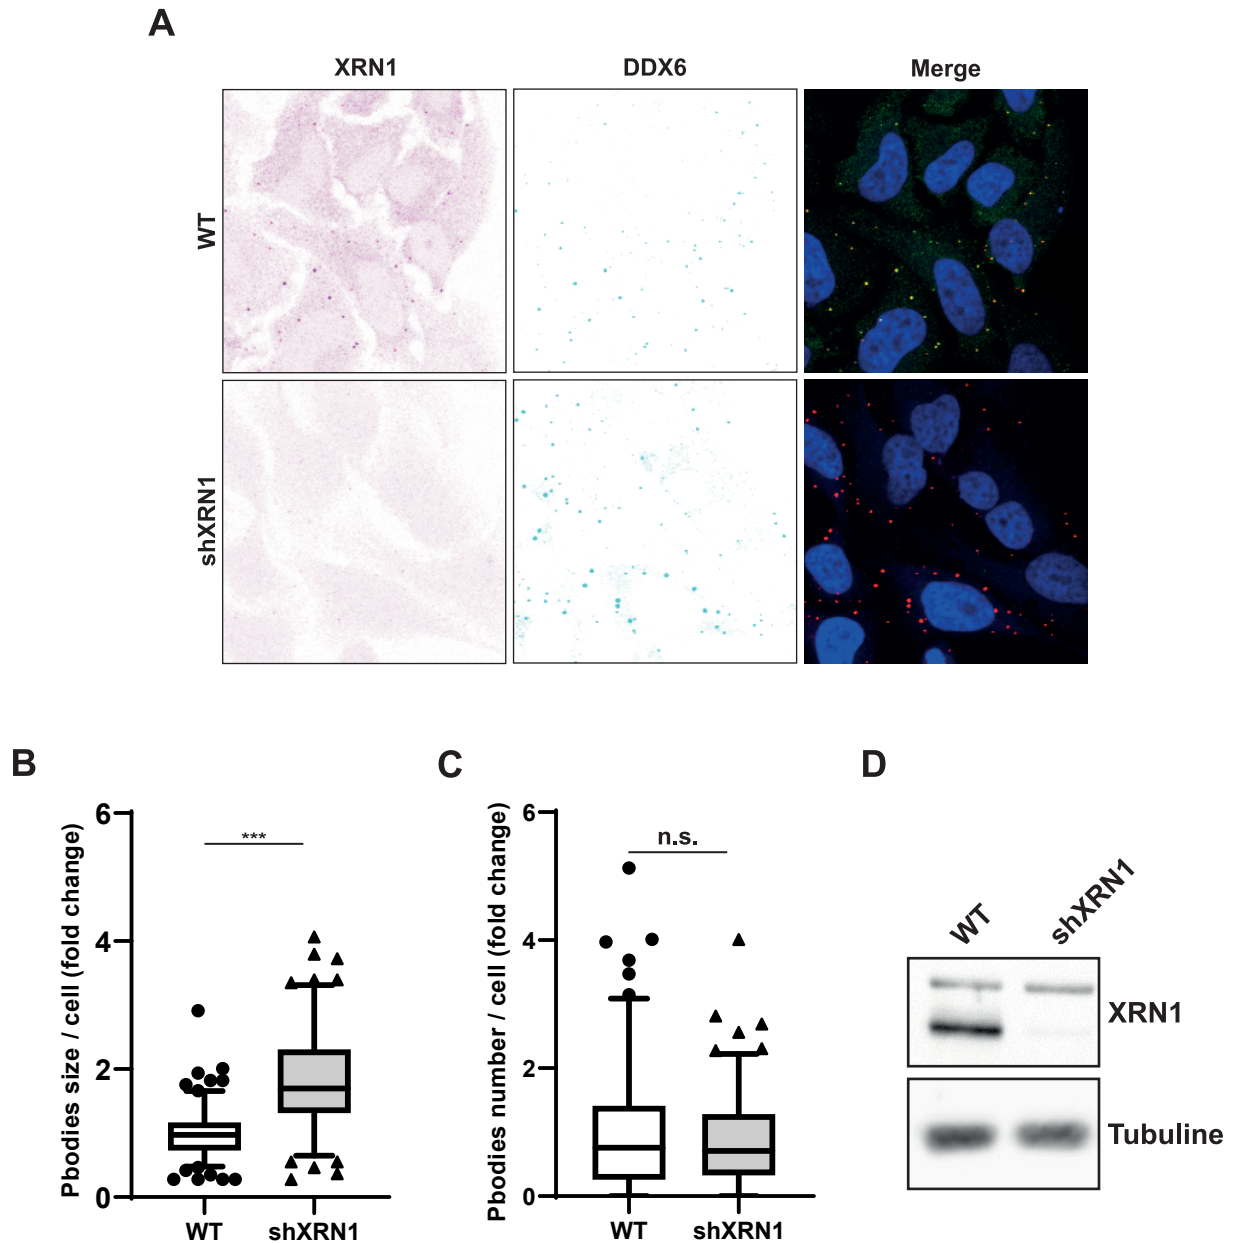 A
XRN1
DDX6
Merge
WT
shXRN1
B
Pbodies size / cell (fold change)
6
4
2
0
***
WT
shXRN1
C
Pbodies number / cell (fold change)
6
4
2
0
n.s.
WT
shXRN1
D
WT
shXRN1
XRN1
Tubuline